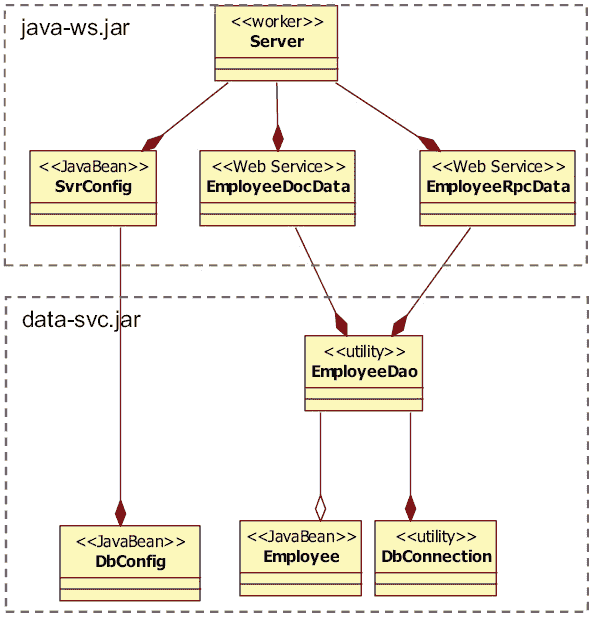 java-ws.jar
<<worker>>
Server
<<JavaBean>>
SvrConfig
<<Web Service>>
EmployeeDocData
<<Web Service>>
EmployeeRpcData
data-svc.jar
<<utility>>
EmployeeDao
<<JavaBean>>
DbConfig
<<JavaBean>>
Employee
<<utility>>
DbConnection